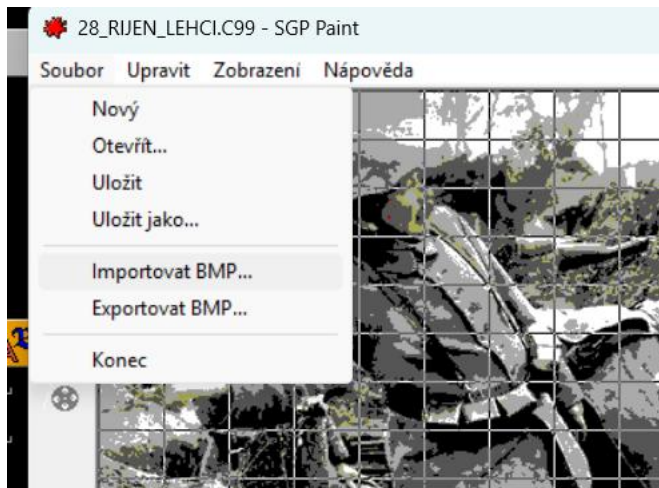 28_RIJEN_LEHCI.C99 - SGP Paint
Soubor Upravit Zobrazení Nápověda
Nový
Otevřít...
Uložit
Uložit jako...
Importovat BMP...
Exportovat BMP...
Konec